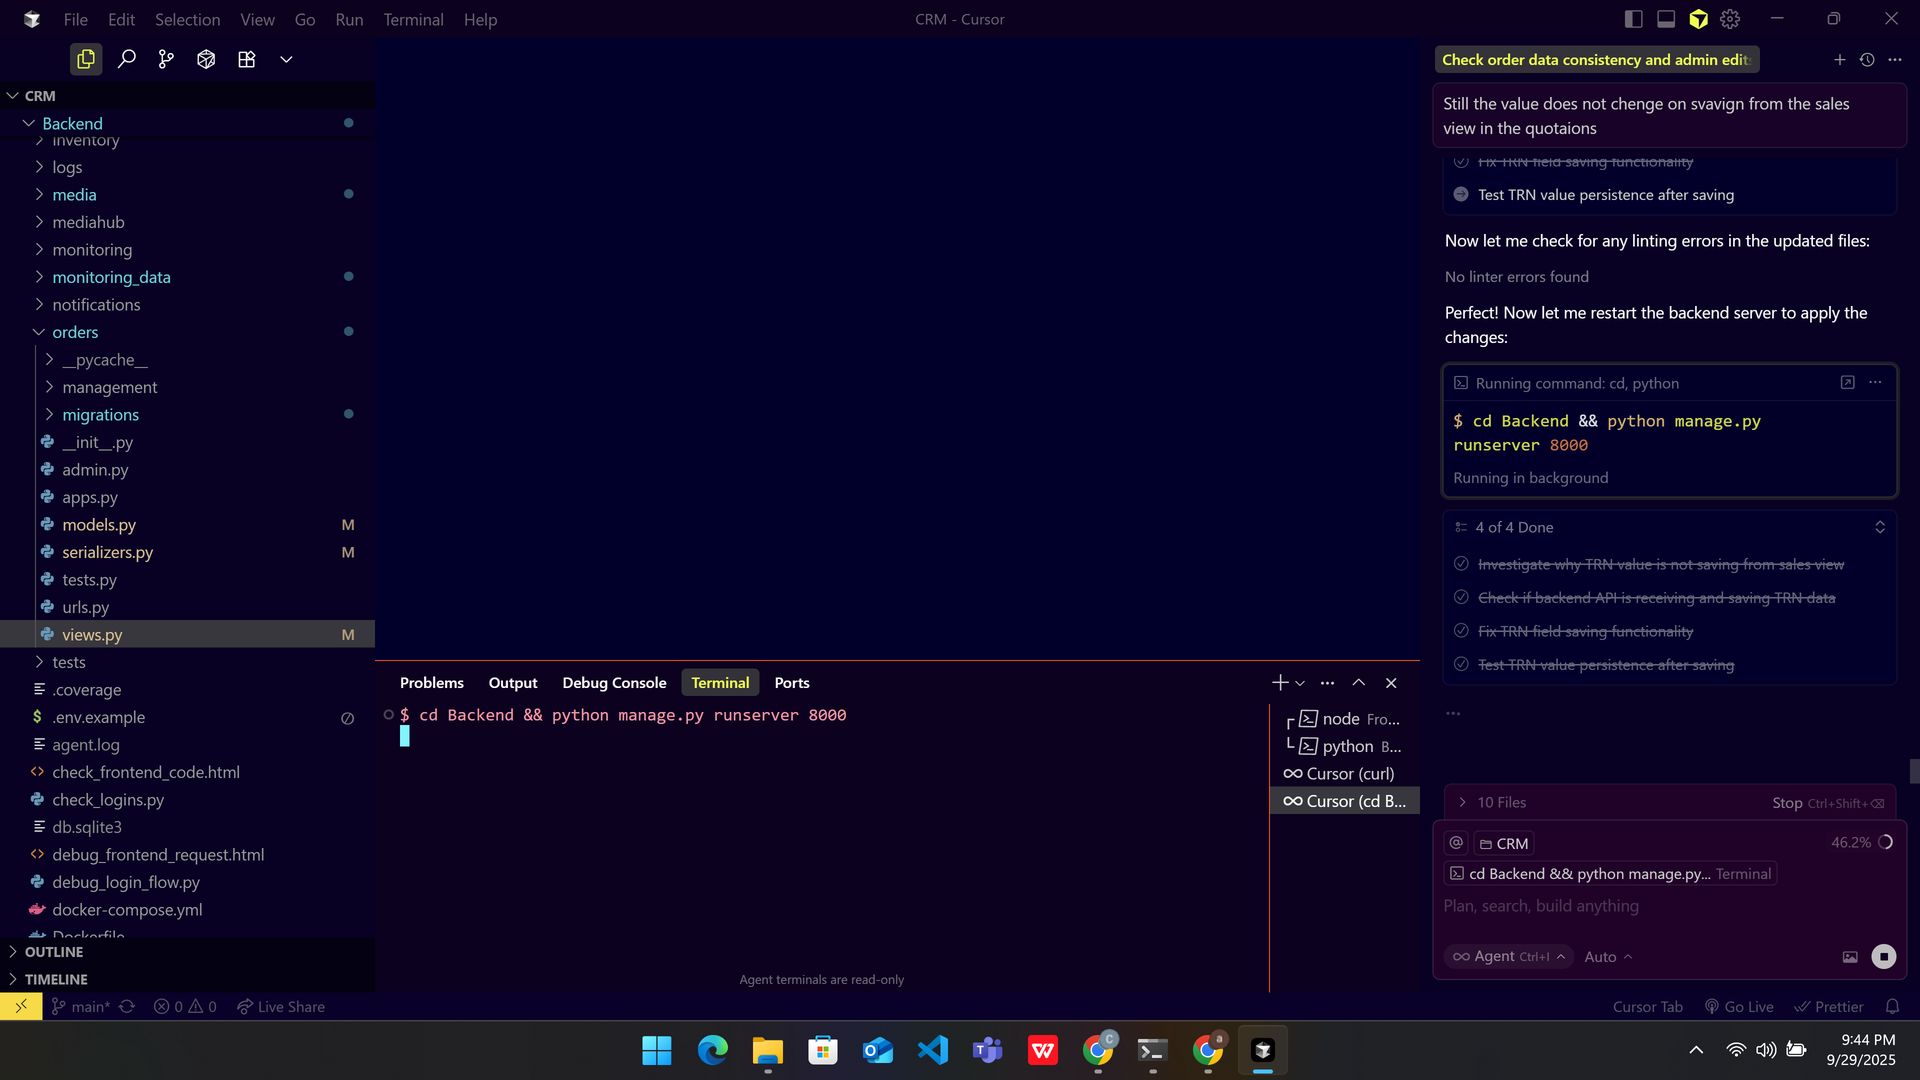 File Edit Selection View Go Run Terminal Help
CRM - Cursor
CRM
Backend
inventory
logs
media
mediahub
monitoring
monitoring_data
notifications
orders
__pycache__
management
migrations
__init__.py
admin.py
apps.py
models.py M
serializers.py M
tests.py
urls.py
views.py M
tests
.coverage
.env.example
agent.log
check_frontend_code.html
check_logins.py
db.sqlite3
debug_frontend_request.html
debug_login_flow.py
docker-compose.yml
Dockerfile
OUTLINE
TIMELINE
Problems Output Debug Console Terminal Ports
$ cd Backend && python manage.py runserver 8000
node Fro...
python B...
Cursor (curl)
Cursor (cd B...
Agent terminals are read-only
Check order data consistency and admin edit
Still the value does not chenge on svavign from the sales
view in the quotaions
Fix TRN field saving functionality
Test TRN value persistence after saving
Now let me check for any linting errors in the updated files:
No linter errors found
Perfect! Now let me restart the backend server to apply the
changes:
Running command: cd, python
$ cd Backend && python manage.py
runserver 8000
Running in background
4 of 4 Done
Investigate why TRN value is not saving from sales view
Check if backend API is receiving and saving TRN data
Fix TRN field saving functionality
Test TRN value persistence after saving
10 Files Stop Ctrl+Shift+⌫
@ CRM 46.2%
cd Backend && python manage.py... Terminal
Plan, search, build anything
Agent Ctrl+I Auto
main* 0 0 Live Share
Cursor Tab Go Live Prettier
9:44 PM
9/29/2025